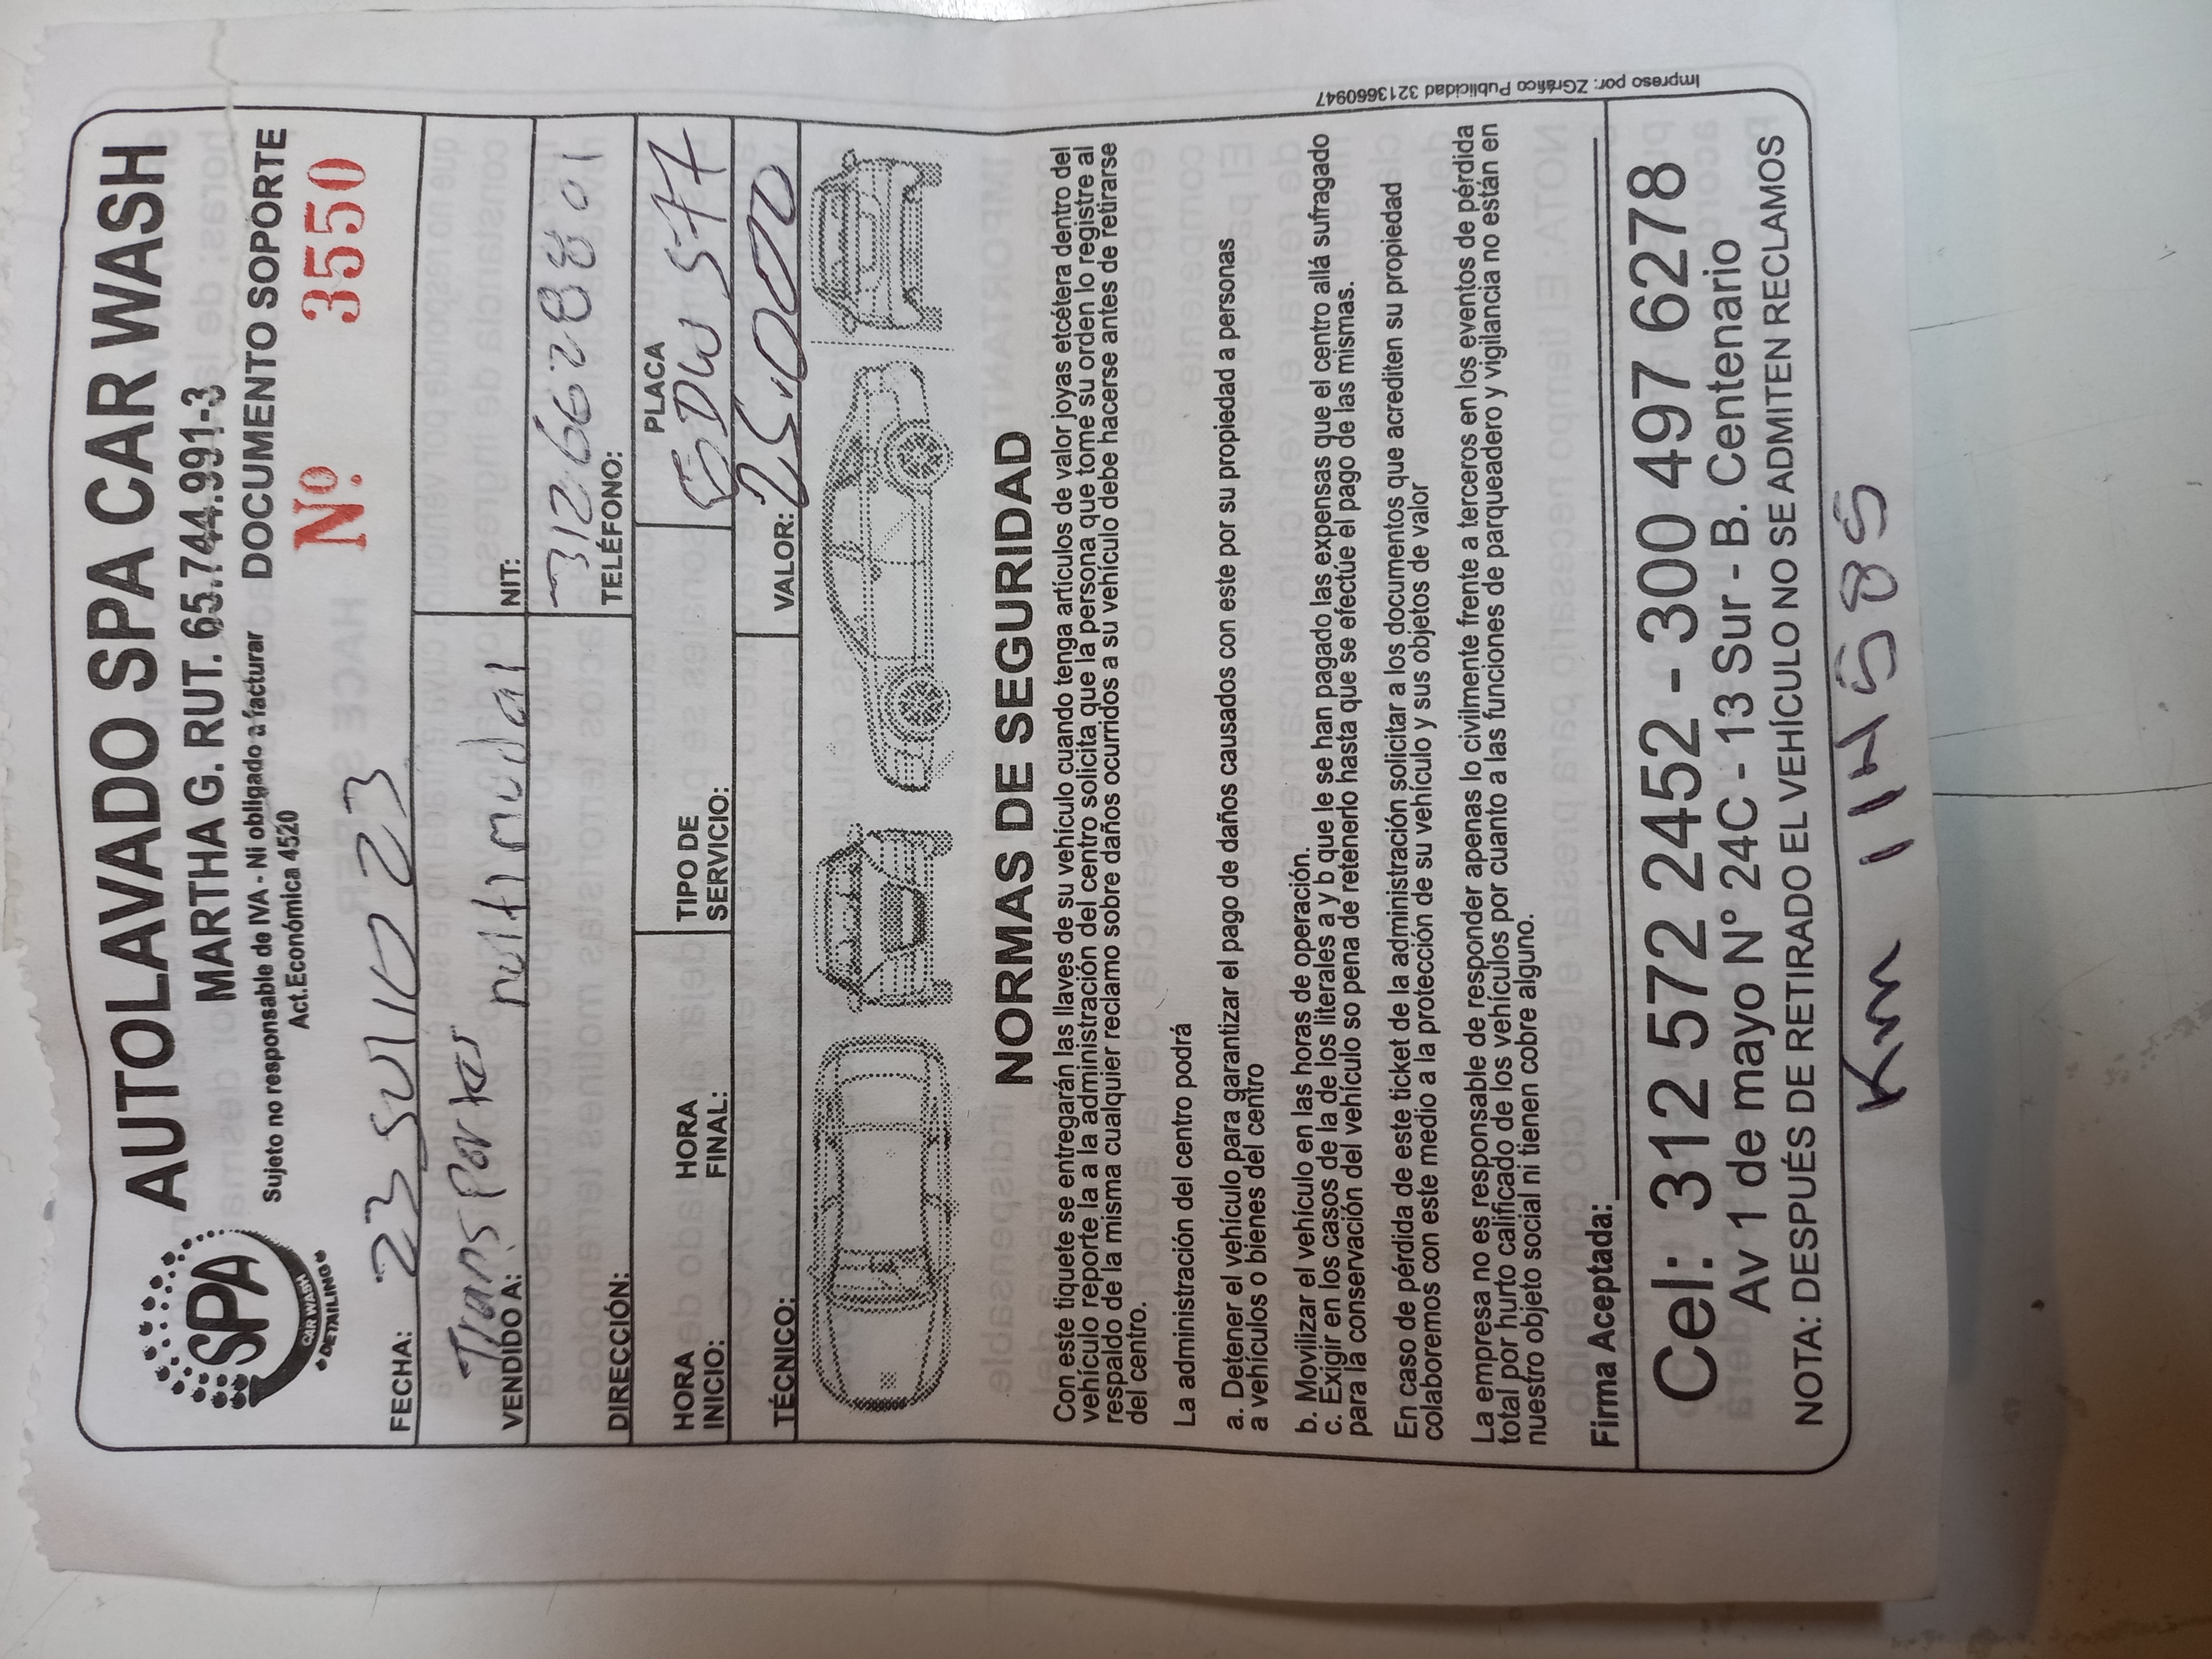 AUTOLAVADO SPA CAR WASH
MARTHA G. RUT. 65.744.991-3
Sujeto no responsable de IVA - Ni obligado a facturar
Act.Económica 4520
DOCUMENTO SOPORTE
Nº. 3550
SPA
CAR WASH
DETAILING
FECHA: 23 Julio 23
VENDIDO A: Trans Portes multimodal
NIT:
DIRECCIÓN:
TELÉFONO: 312 6628801
HORA INICIO:
HORA FINAL:
TIPO DE SERVICIO:
PLACA
577
TÉCNICO:
VALOR: 25.000
NORMAS DE SEGURIDAD
Con este tiquete se entregarán las llaves de su vehículo cuando tenga artículos de valor joyas etcétera dentro del
vehículo reporte la a la administración del centro solicita que la persona que tome su orden lo registre al
respaldo de la misma cualquier reclamo sobre daños ocurridos a su vehículo debe hacerse antes de retirarse
del centro.
La administración del centro podrá
a. Detener el vehículo para garantizar el pago de daños causados con este por su propiedad a personas
a vehículos o bienes del centro
b. Movilizar el vehículo en las horas de operación.
c. Exigir en los casos de la de los literales a y b que le se han pagado las expensas que el centro allá sufragado
para la conservación del vehículo so pena de retenerlo hasta que se efectúe el pago de las mismas.
En caso de pérdida de este ticket de la administración solicitar a los documentos que acrediten su propiedad
colaboremos con este medio a la protección de su vehículo y sus objetos de valor
La empresa no es responsable de responder apenas lo civilmente frente a terceros en los eventos de pérdida
total por hurto calificado de los vehículos por cuanto a las funciones de parqueadero y vigilancia no están en
nuestro objeto social ni tienen cobre alguno.
Firma Aceptada:
Cel: 312 572 2452 - 300 497 6278
Av 1 de mayo N° 24C - 13 Sur - B. Centenario
NOTA: DESPUÉS DE RETIRADO EL VEHÍCULO NO SE ADMITEN RECLAMOS
Impreso por: ZGráfico Publicidad 3213660947
Km